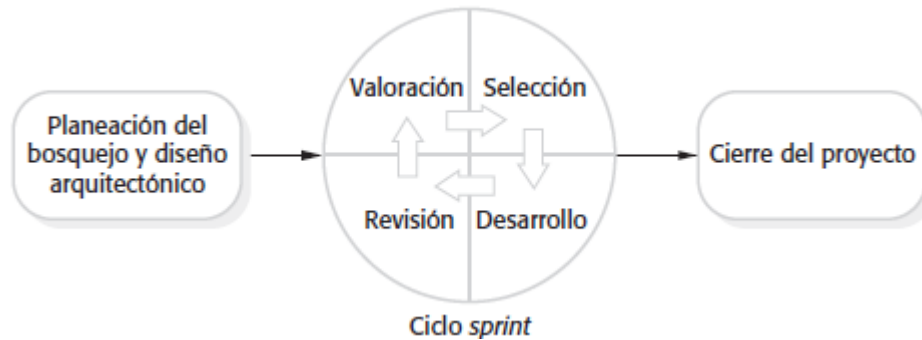 Planeación del
bosquejo y diseño
arquitectónico
Valoración
Selección
Revisión
Desarrollo
Cierre del proyecto
Ciclo sprint